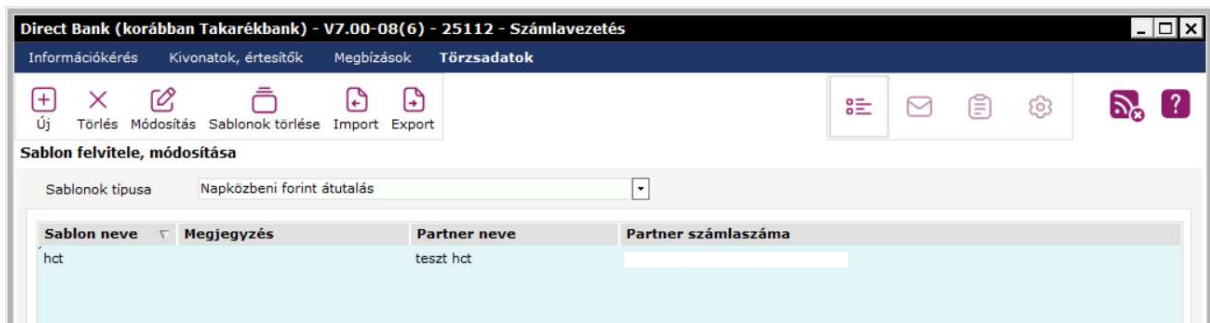 Direct Bank (korábban Takarékbank) - V7.00-08(6) - 25112 - Számlavezetés
Információkérés Kivonatok, értesítők Megbízások Törzsadatok
Új Törlés Módosítás Sablonok törlése Import Export
Sablon felvitele, módosítása
Sablonok típusa Napközbeni forint átutalás
Sablon neve Megjegyzés Partner neve Partner számlaszáma
hct teszt hct